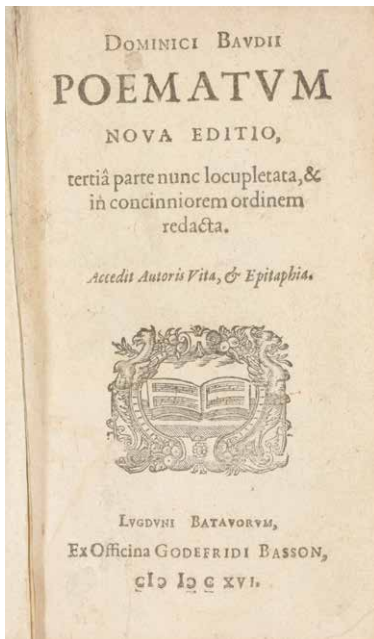 DOMINICI BAVDII
POEMATVM
NOVA EDITIO,
tertiâ parte nunc locupletata, &
in concinniorem ordinem
redacta.
Accedit Autoris Vita, & Epitaphia.
LVGDVNI BATAVORVM,
Ex Officina GODEFRIDI BASSON,
CIↃ IↃ C XVI.